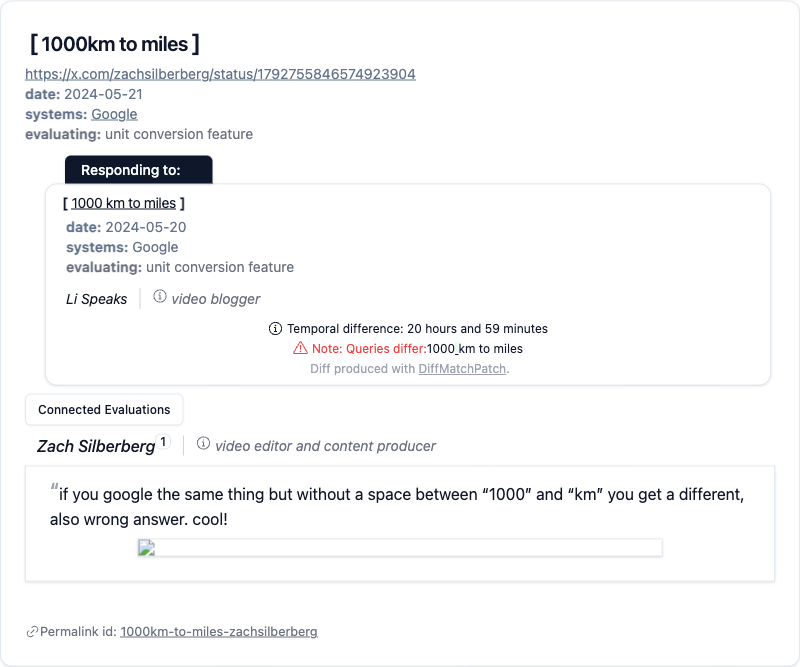 [ 1000km to miles ]
https://x.com/zachsilberberg/status/1792755846574923904
date: 2024-05-21
systems: Google
evaluating: unit conversion feature
Responding to:
[ 1000 km to miles ]
date: 2024-05-20
systems: Google
evaluating: unit conversion feature
Li Speaks
video blogger
Temporal difference: 20 hours and 59 minutes
Note: Queries differ:1000 km to miles
Diff produced with DiffMatchPatch.
Connected Evaluations
Zach Silberberg 1
video editor and content producer
“if you google the same thing but without a space between “1000” and “km” you get a different,
also wrong answer. cool!
Permalink id: 1000km-to-miles-zachsilberberg